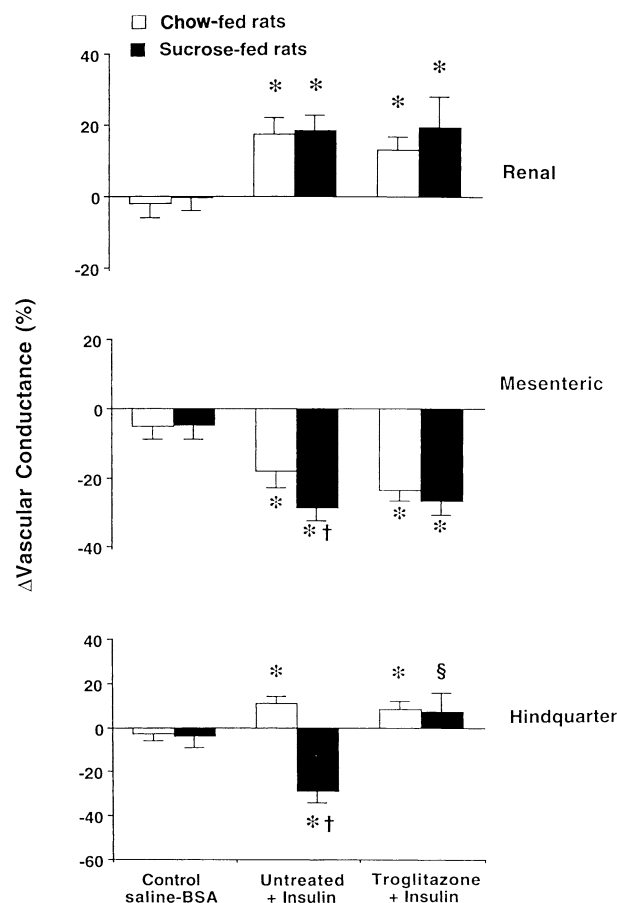 Chow-fed rats
Sucrose-fed rats
40
20
0
-20
* * * *
Renal
ΔVascular Conductance (%)
20
0
-20
-40
* *† * *
Mesenteric
40
20
0
-20
-40
-60
* *† * §
Hindquarter
Control
saline-BSA
Untreated
+ Insulin
Troglitazone
+ Insulin